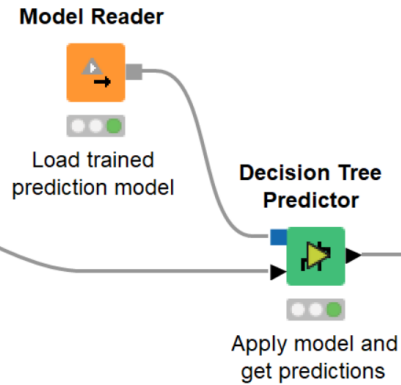 Model Reader
Load trained
prediction model
Decision Tree
Predictor
Apply model and
get predictions